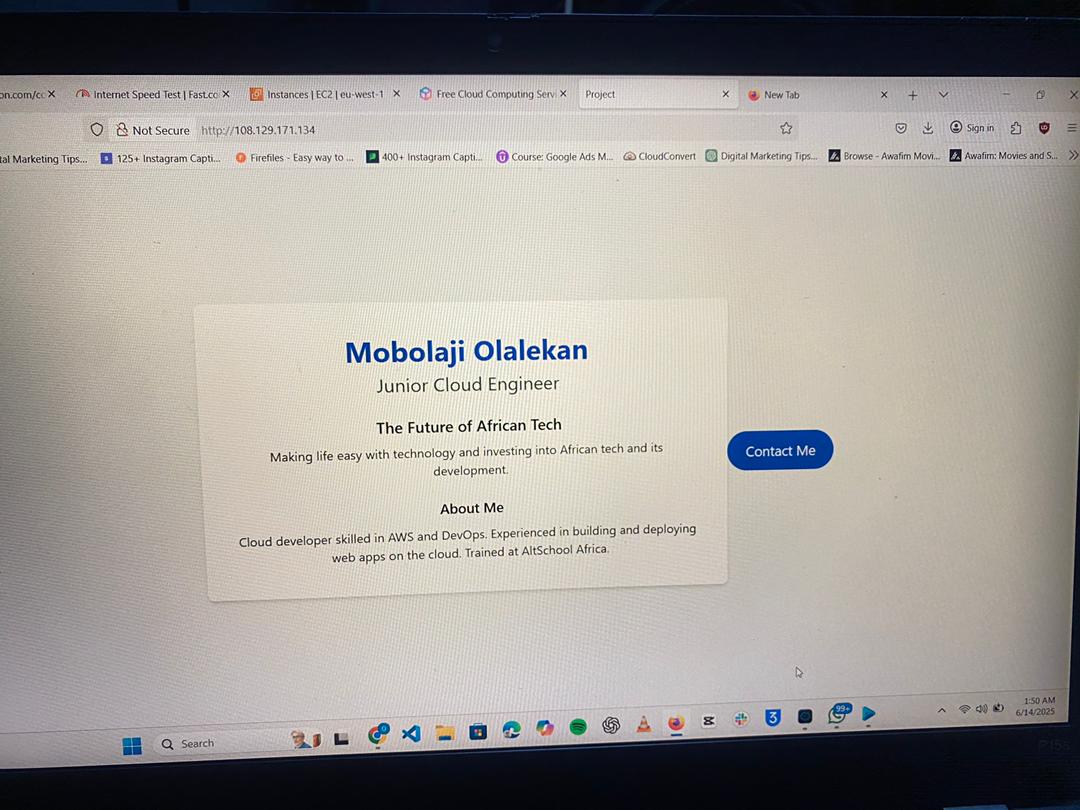 on.com/cc
Internet Speed Test | Fast.co
Instances | EC2 | eu-west-1
Free Cloud Computing Servi
Project
New Tab
Not Secure
http://108.129.171.134
Sign in
tal Marketing Tips...
125+ Instagram Capti...
Firefiles - Easy way to ...
400+ Instagram Capti...
Course: Google Ads M...
CloudConvert
Digital Marketing Tips...
Browse - Awafim Movi...
Awafim: Movies and S...
Mobolaji Olalekan
Junior Cloud Engineer
The Future of African Tech
Making life easy with technology and investing into African tech and its
development.
Contact Me
About Me
Cloud developer skilled in AWS and DevOps. Experienced in building and deploying
web apps on the cloud. Trained at AltSchool Africa.
Search
99+
1:50 AM
6/14/2025